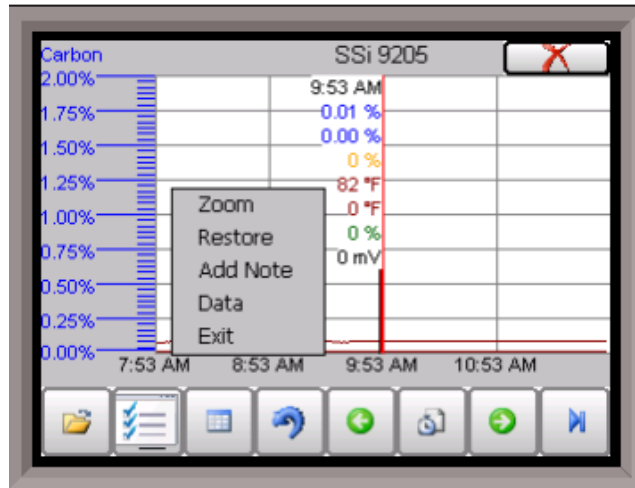 Carbon SSi 9205
2.00%
9:53 AM
1.75%
0.01 %
0.00 %
1.50%
0 %
1.25%
82 °F
1.00%
0 °F
0 %
0.75%
0 mV
0.50%
0.25%
0.00%
Zoom
Restore
Add Note
Data
Exit
7:53 AM 8:53 AM 9:53 AM 10:53 AM